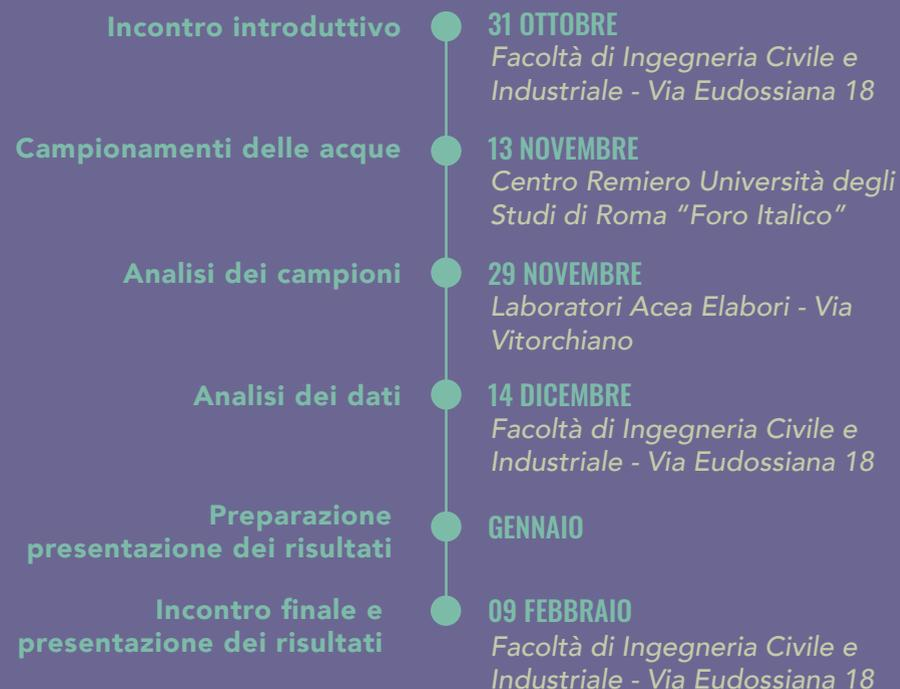 Incontro introduttivo
31 OTTOBRE
Facoltà di Ingegneria Civile e
Industriale - Via Eudossiana 18
Campionamenti delle acque
13 NOVEMBRE
Centro Remiero Università degli
Studi di Roma “Foro Italico”
Analisi dei campioni
29 NOVEMBRE
Laboratori Acea Elabori - Via
Vitorchiano
Analisi dei dati
14 DICEMBRE
Facoltà di Ingegneria Civile e
Industriale - Via Eudossiana 18
Preparazione
presentazione dei risultati
GENNAIO
Incontro finale e
presentazione dei risultati
09 FEBBRAIO
Facoltà di Ingegneria Civile e
Industriale - Via Eudossiana 18